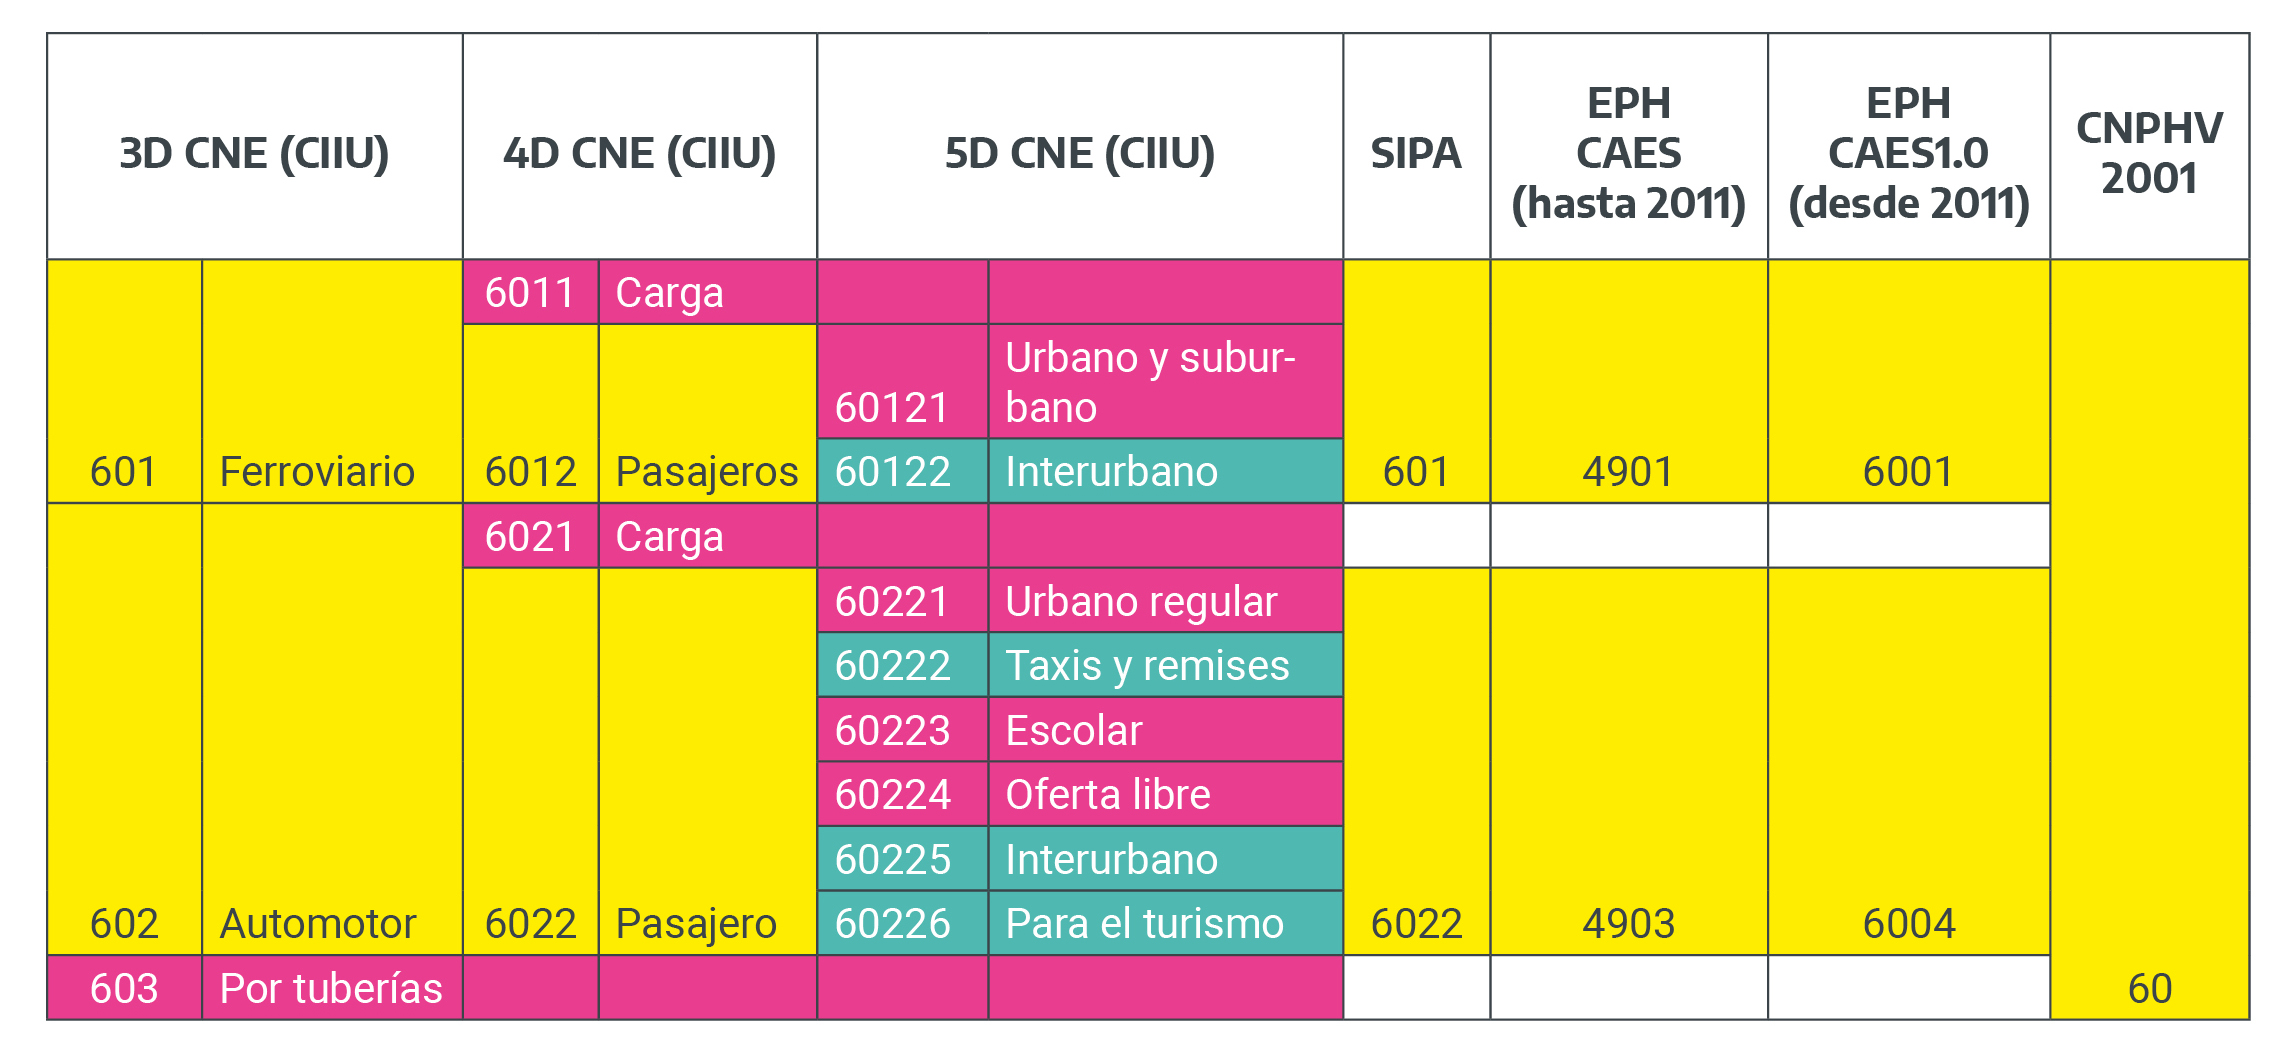 3D CNE (CIIU) 4D CNE (CIIU) 5D CNE (CIIU) SIPA EPH CAES (hasta 2011) EPH CAES1.0 (desde 2011) CNPHV 2001
6011 Carga
60121 Urbano y subur-
bano
601 Ferroviario 6012 Pasajeros 60122 Interurbano 601 4901 6001
6021 Carga
60221 Urbano regular
60222 Taxis y remises
60223 Escolar
60224 Oferta libre
60225 Interurbano
602 Automotor 6022 Pasajero 60226 Para el turismo 6022 4903 6004
603 Por tuberías 60